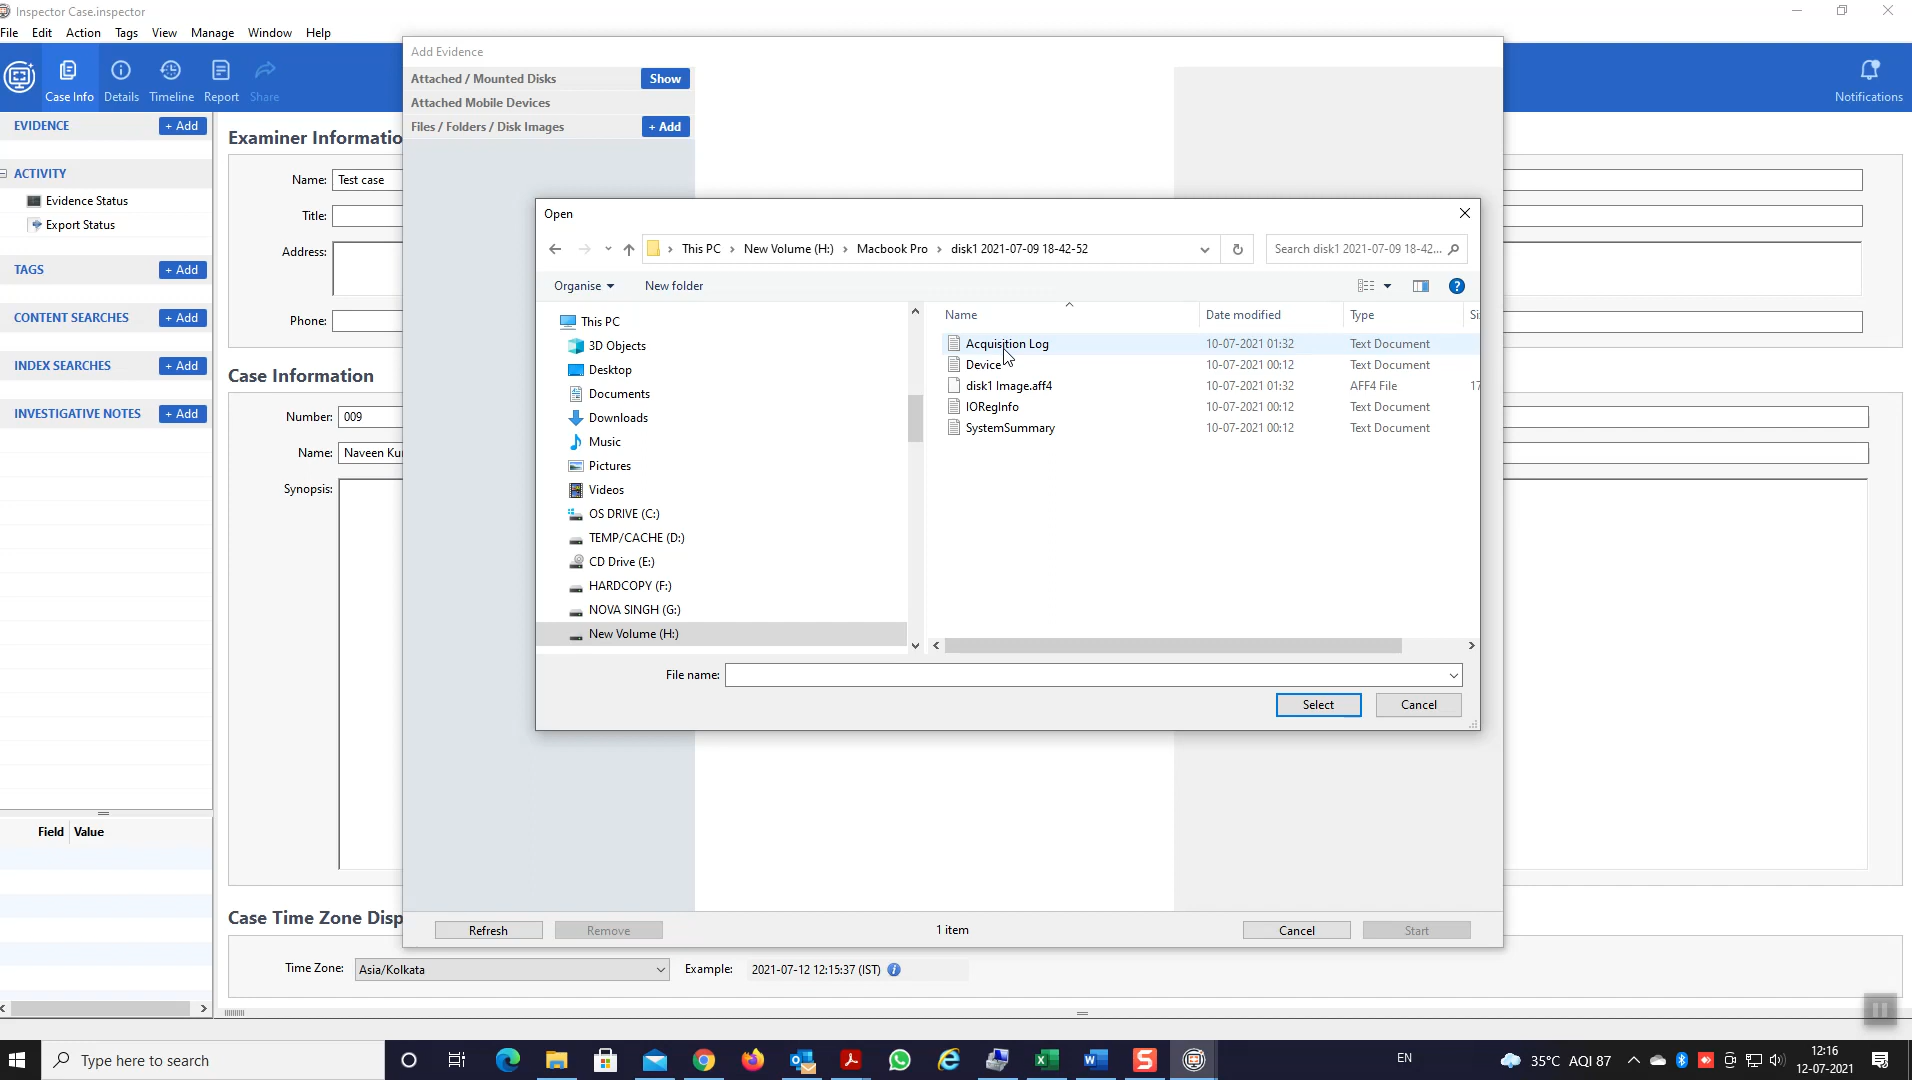 Inspector Case.inspector
File Edit Action Tags View Manage Window Help
Case Info Details Timeline Report Share
Notifications
EVIDENCE + Add
ACTIVITY
Evidence Status
Export Status
TAGS + Add
CONTENT SEARCHES + Add
INDEX SEARCHES + Add
INVESTIGATIVE NOTES + Add
Field Value
Examiner Informatio
Name: Test case
Title:
Address:
Phone:
Case Information
Number: 009
Name: Naveen Ku
Synopsis:
Case Time Zone Disp
Time Zone: Asia/Kolkata Example: 2021-07-12 12:15:37 (IST)
Add Evidence
Attached / Mounted Disks Show
Attached Mobile Devices
Files / Folders / Disk Images + Add
Open
This PC New Volume (H:) Macbook Pro disk1 2021-07-09 18-42-52
Search disk1 2021-07-09 18-42...
Organise New folder
This PC
3D Objects
Desktop
Documents
Downloads
Music
Pictures
Videos
OS DRIVE (C:)
TEMP/CACHE (D:)
CD Drive (E:)
HARDCOPY (F:)
NOVA SINGH (G:)
New Volume (H:)
Name Date modified Type Si
Acquisition Log 10-07-2021 01:32 Text Document
Device 10-07-2021 00:12 Text Document
disk1 Image.aff4 10-07-2021 01:32 AFF4 File 17
IORegInfo 10-07-2021 00:12 Text Document
SystemSummary 10-07-2021 00:12 Text Document
File name:
Select Cancel
Refresh Remove 1 item Cancel Start
Type here to search
EN
35°C AQI 87
12:16
12-07-2021